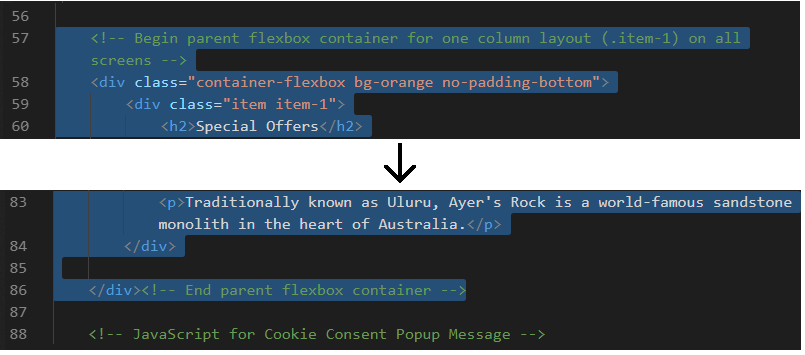 56
57 <!-- Begin parent flexbox container for one column layout (.item-1) on all
screens -->
58 <div class="container-flexbox bg-orange no-padding-bottom">
59 <div class="item item-1">
60 <h2>Special Offers</h2>
83 <p>Traditionally known as Uluru, Ayer's Rock is a world-famous sandstone
monolith in the heart of Australia.</p>
84 </div>
85
86 </div><!-- End parent flexbox container -->
87
88 <!-- JavaScript for Cookie Consent Popup Message -->